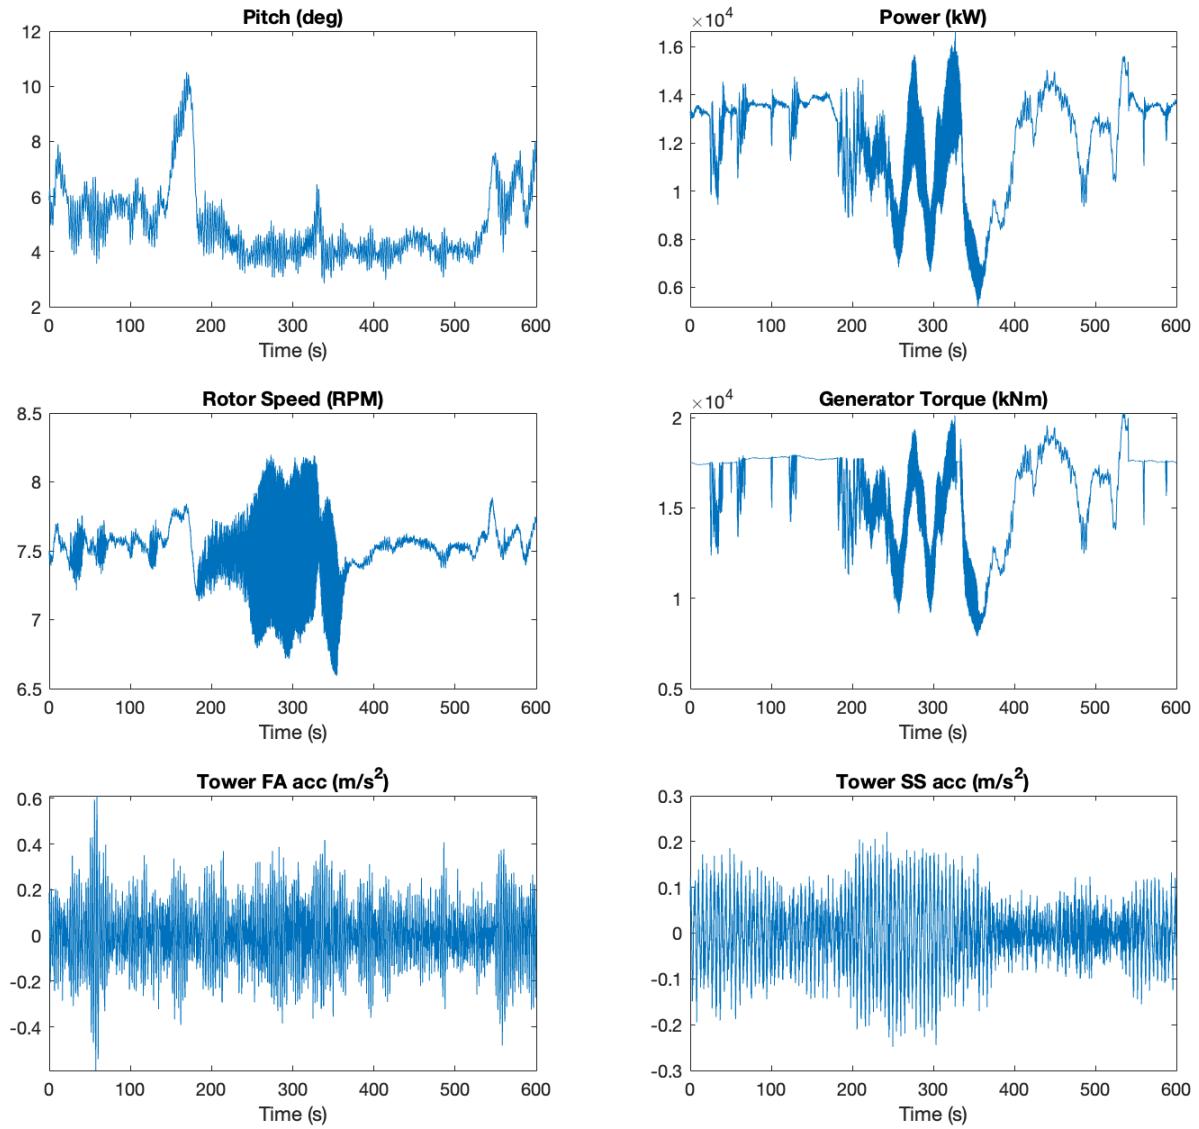 Pitch (deg)
12
10
8
6
4
2
0 100 200 300 400 500 600
Time (s)
Power (kW)
×10⁴
1.6
1.4
1.2
1
0.8
0.6
0 100 200 300 400 500 600
Time (s)
Rotor Speed (RPM)
8.5
8
7.5
7
6.5
0 100 200 300 400 500 600
Time (s)
Generator Torque (kNm)
×10⁴
2
1.5
1
0.5
0 100 200 300 400 500 600
Time (s)
Tower FA acc (m/s²)
0.6
0.4
0.2
0
-0.2
-0.4
0 100 200 300 400 500 600
Time (s)
Tower SS acc (m/s²)
0.3
0.2
0.1
0
-0.1
-0.2
-0.3
0 100 200 300 400 500 600
Time (s)